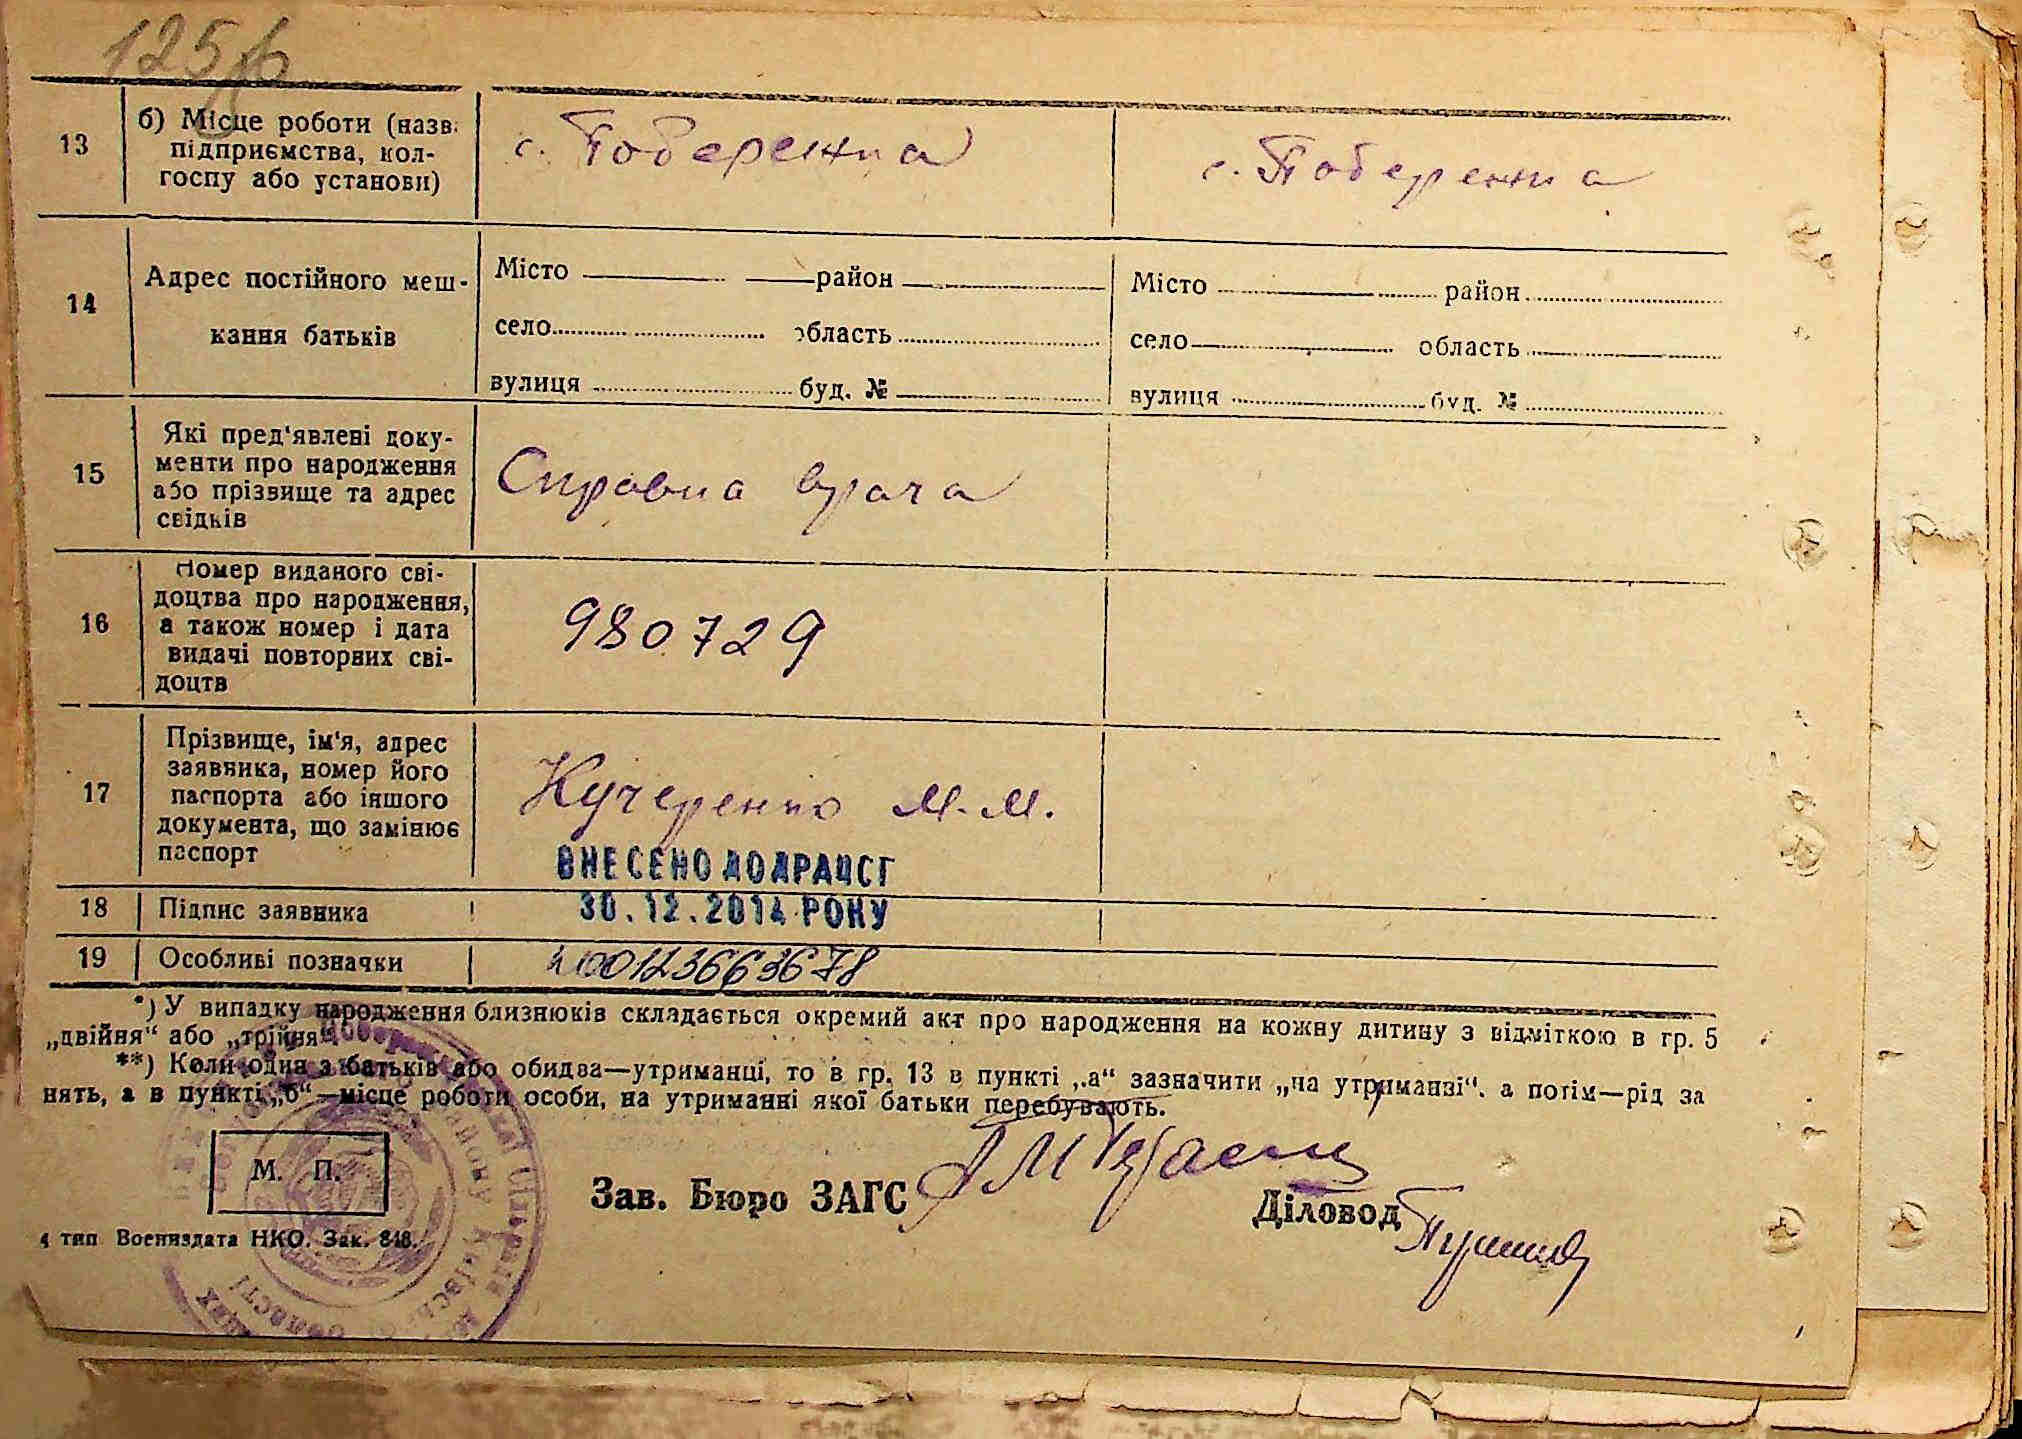 125
13
б) Місце роботи (назв.
підприємства, кол-
госпу або установи)
с. Побережка
с. Побережка
14
Адрес постійного меш-
кання батьків
Місто район
село область
вулиця буд. №
Місто район
село область
вулиця буд. №
15
Які пред'явлені доку-
менти про народження
або прізвище та адрес
свідків
Справка врача
16
Номер виданого сві-
доцтва про народження,
а також номер і дата
видачі повторних сві-
доцтв
980729
17
Прізвище, ім'я, адрес
заявника, номер його
паспорта або іншого
документа, що замінює
паспорт
Кучеренко М. М.
ВНЕСЕНО ДО ДРАЦСГ
30.12.2014 РОКУ
18 Підпис заявника
19 Особливі позначки
00123663678
*) У випадку народження близнюків складається окремий акт про народження на кожну дитину з відміткою в гр. 5
„двійня“ або „трійня“
**) Коли один з батьків або обидва—утриманці, то в гр. 13 в пункті „а“ зазначити „на утриманві“. а потім—рід за
нять, а в пункті „б“—місце роботи особи, на утриманні якої батьки перебувають.
М. П.
Зав. Бюро ЗАГС
Діловод
4 тип Воениздата НКО. Зак. 848.